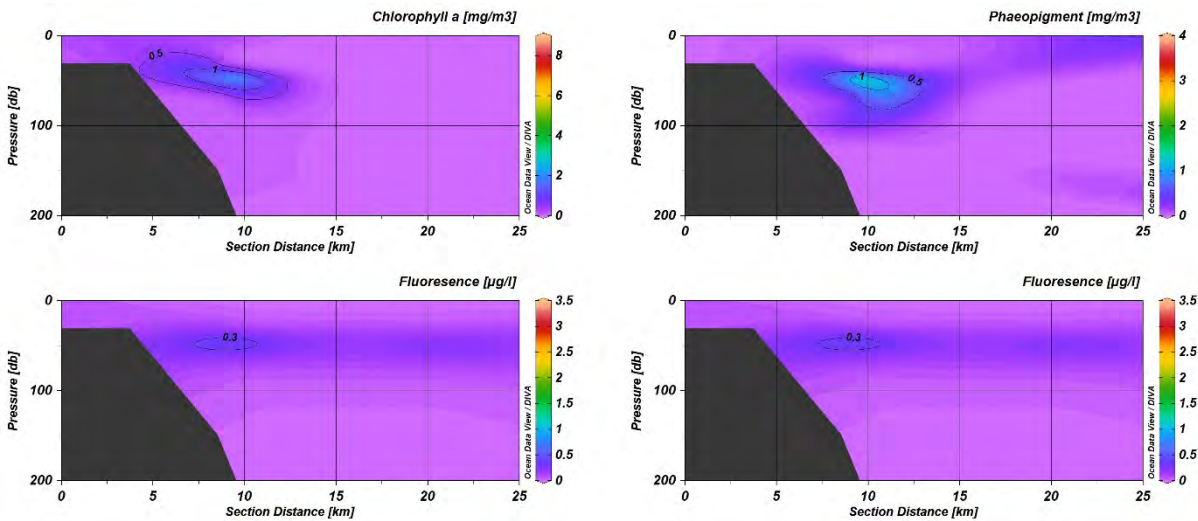 Chlorophyll a [mg/m3]
Pressure [db]
0
100
200
0.5
1
0 5 10 15 20 25
Section Distance [km]
8
6
4
2
0
Ocean Data View / DIVA
Phaeopigment [mg/m3]
Pressure [db]
0
100
200
1
0.5
0 5 10 15 20 25
Section Distance [km]
4
3
2
1
0
Ocean Data View / DIVA
Fluoresence [µg/l]
Pressure [db]
0
100
200
0.3
0 5 10 15 20 25
Section Distance [km]
3.5
3
2.5
2
1.5
1
0.5
0
Ocean Data View / DIVA
Fluoresence [µg/l]
Pressure [db]
0
100
200
0.3
0 5 10 15 20 25
Section Distance [km]
3.5
3
2.5
2
1.5
1
0.5
0
Ocean Data View / DIVA